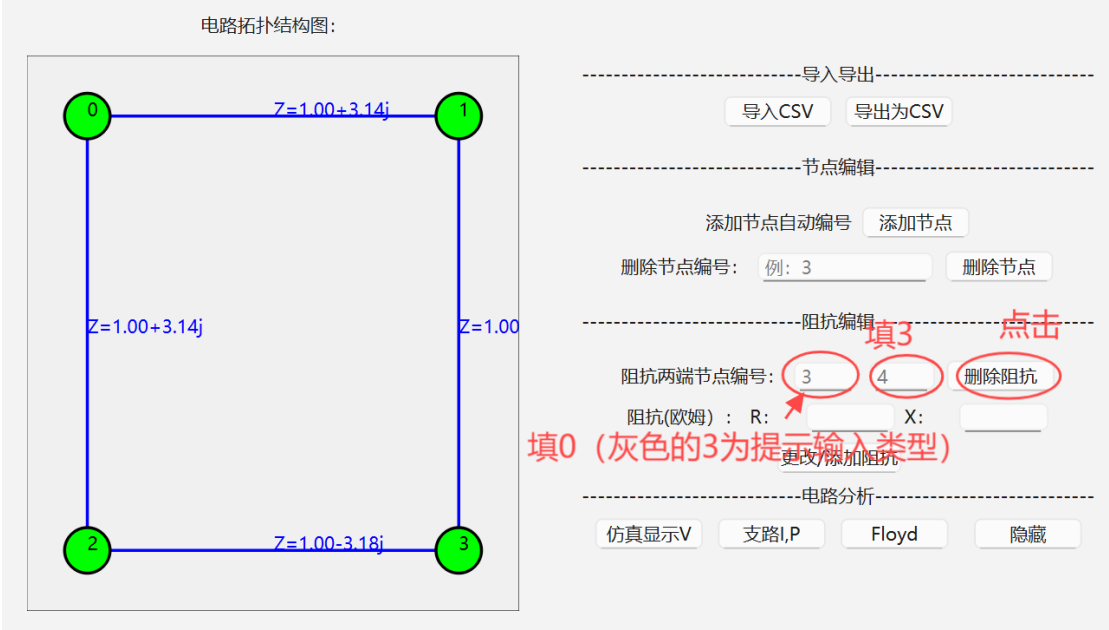 电路拓扑结构图:
0
Z=1.00+3.14j
1
Z=1.00+3.14j
Z=1.00
2
Z=1.00-3.18j
3
---------------------------导入导出---------------------------
导入CSV 导出为CSV
---------------------------节点编辑---------------------------
添加节点自动编号 添加节点
删除节点编号: 例: 3 删除节点
---------------------------阻抗编辑---------------------------
填3 点击
阻抗两端节点编号: 3 4 删除阻抗
阻抗(欧姆) : R: X:
填0（灰色的3为提示输入类型）
更改/添加阻抗
---------------------------电路分析---------------------------
仿真显示V 支路I,P Floyd 隐藏